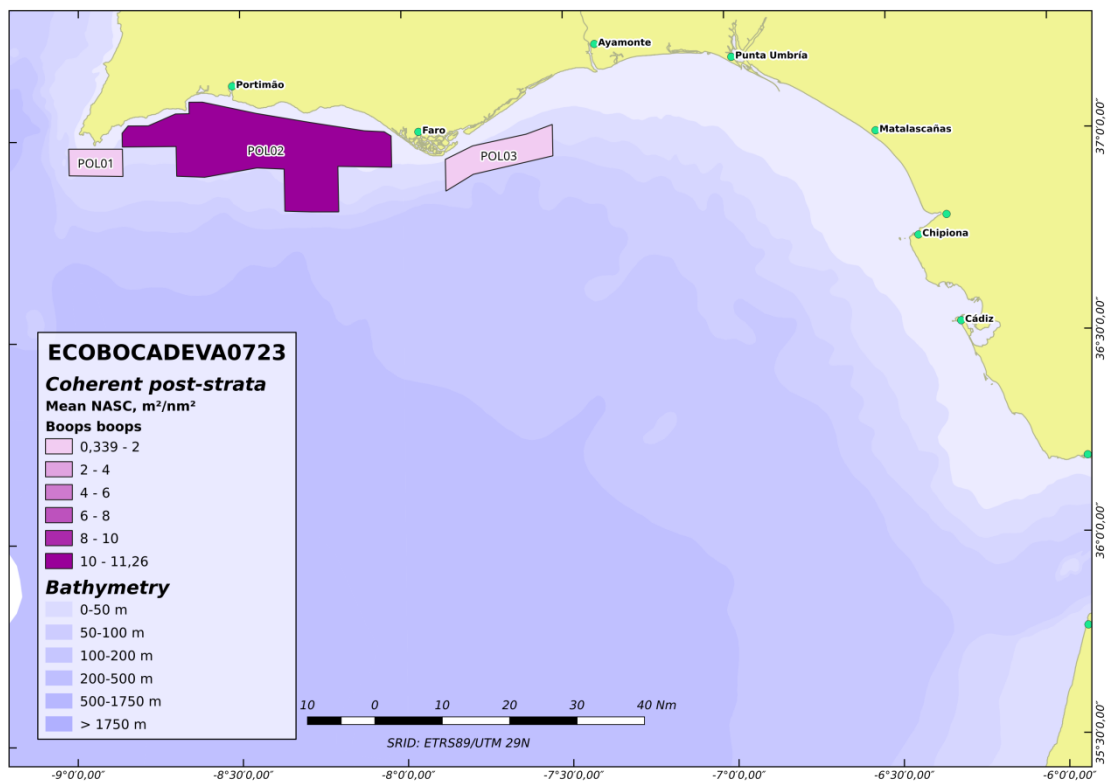 Ayamonte
Punta Umbría
Portimão
Matalascañas
Faro
POL01
POL02
POL03
Chipiona
Cádiz
ECOBOCADEVA0723
Coherent post-strata
Mean NASC, m²/nm²
Boops boops
0,339 - 2
2 - 4
4 - 6
6 - 8
8 - 10
10 - 11,26
Bathymetry
0-50 m
50-100 m
100-200 m
200-500 m
500-1750 m
> 1750 m
10 0 10 20 30 40 Nm
SRID: ETRS89/UTM 29N
37°0'0,00"
36°30'0,00"
36°0'0,00"
35°30'0,00"
-9°0'0,00" -8°30'0,00" -8°0'0,00" -7°30'0,00" -7°0'0,00" -6°30'0,00" -6°0'0,00"